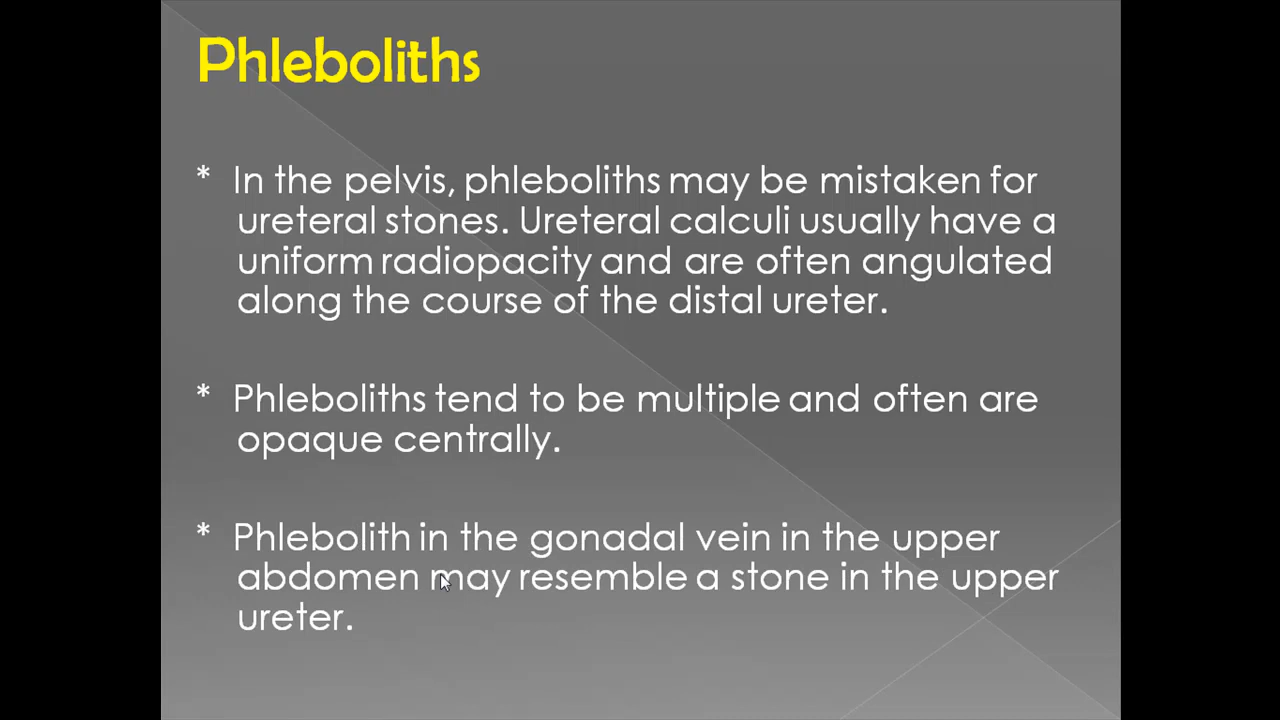 Phleboliths
* In the pelvis, phleboliths may be mistaken for
ureteral stones. Ureteral calculi usually have a
uniform radiopacity and are often angulated
along the course of the distal ureter.
* Phleboliths tend to be multiple and often are
opaque centrally.
* Phlebolith in the gonadal vein in the upper
abdomen may resemble a stone in the upper
ureter.